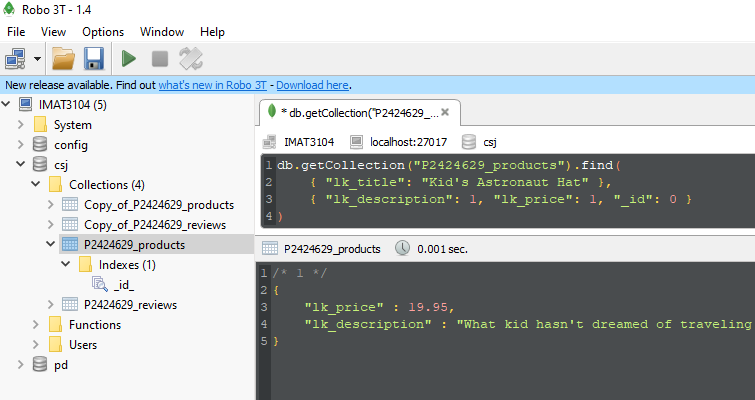 Robo 3T - 1.4
File View Options Window Help
New release available. Find out what's new in Robo 3T - Download here.
IMAT3104 (5)
System
config
csj
Collections (4)
Copy_of_P2424629_products
Copy_of_P2424629_reviews
P2424629_products
Indexes (1)
_id_
P2424629_reviews
Functions
Users
pd
* db.getCollection("P2424629_...
IMAT3104 localhost:27017 csj
1 db.getCollection("P2424629_products").find(
2 { "lk_title": "Kid's Astronaut Hat" },
3 { "lk_description": 1, "lk_price": 1, "_id": 0 }
4 )
P2424629_products 0.001 sec.
1 /* 1 */
2 {
3 "lk_price" : 19.95,
4 "lk_description" : "What kid hasn't dreamed of traveling
5 }